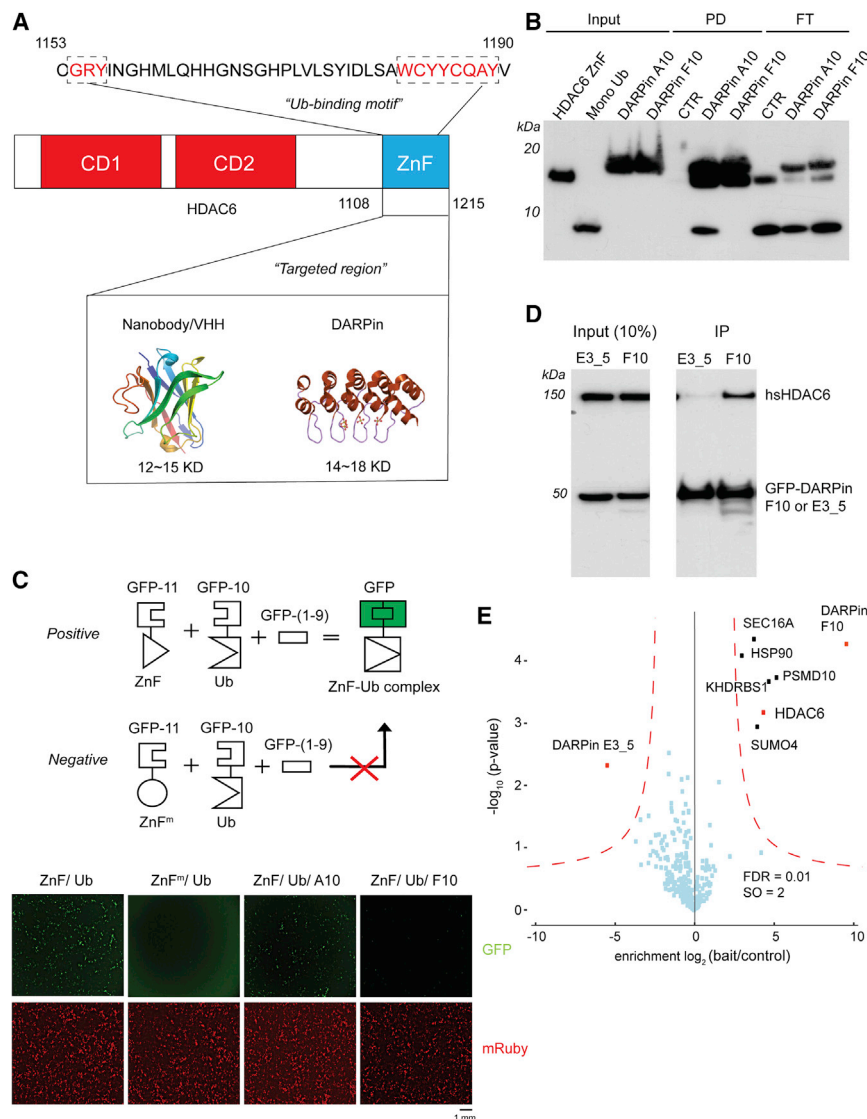 A
1153
1190
CGRYINGHMLQHHGNSGHPLVLSYIDLSAWCYYCQAYV
"Ub-binding motif"
CD1
CD2
ZnF
HDAC6
1108
1215
"Targeted region"
Nanobody/VHH
DARPin
12~15 KD
14~18 KD
B
Input
PD
FT
HDAC6 ZnF
Mono Ub
DARPin A10
DARPin F10
CTR
DARPin A10
DARPin F10
CTR
DARPin A10
DARPin F10
kDa
20
10
C
GFP-11
GFP-10
GFP-(1-9)
GFP
Positive
+
+
=
ZnF
Ub
ZnF-Ub complex
GFP-11
GFP-10
GFP-(1-9)
Negative
+
+
ZnFᵐ
Ub
ZnF/ Ub
ZnFᵐ/ Ub
ZnF/ Ub/ A10
ZnF/ Ub/ F10
GFP
mRuby
1 mm
D
Input (10%)
IP
E3_5
F10
E3_5
F10
kDa
150
hsHDAC6
50
GFP-DARPin
F10 or E3_5
E
DARPin
F10
SEC16A
HSP90
KHDRBS1
PSMD10
HDAC6
SUMO4
DARPin E3_5
-log₁₀ (p-value)
4
3
2
1
0
FDR = 0.01
SO = 2
-10
-5
0
5
10
enrichment log₂ (bait/control)